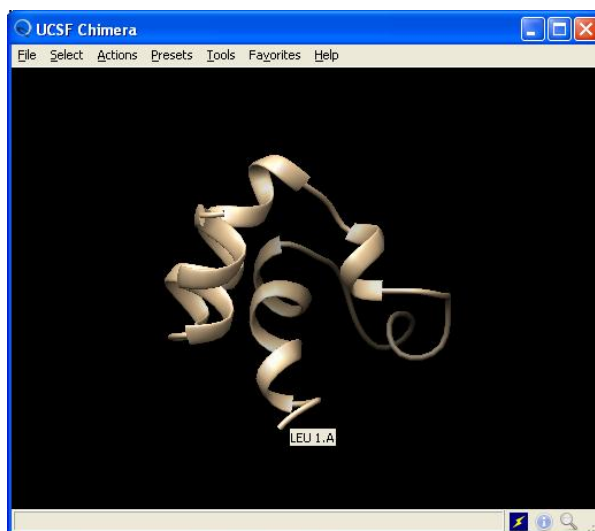 UCSF Chimera
File Select Actions Presets Tools Favorites Help
LEU 1.A